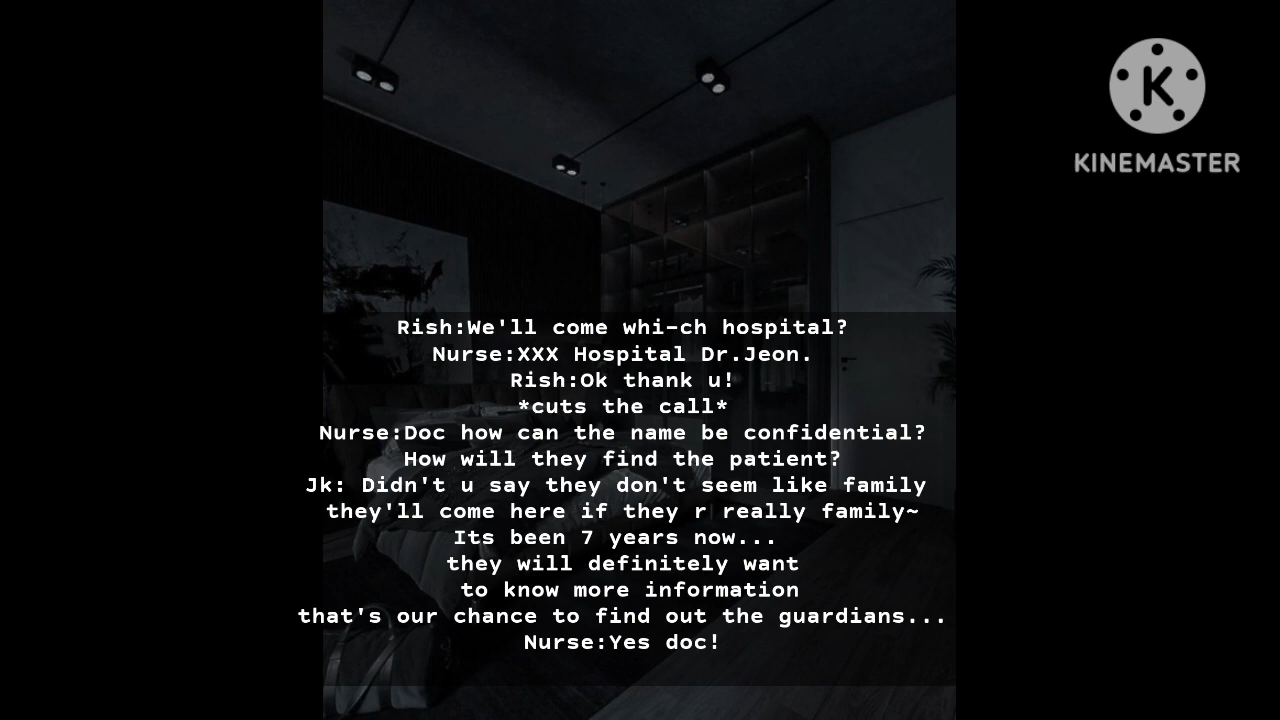 K
KINEMASTER
Rish:We'll come whi-ch hospital?
Nurse:XXX Hospital Dr.Jeon.
Rish:Ok thank u!
*cuts the call*
Nurse:Doc how can the name be confidential?
How will they find the patient?
Jk: Didn't u say they don't seem like family
they'll come here if they r really family~
Its been 7 years now...
they will definitely want
to know more information
that's our chance to find out the guardians...
Nurse:Yes doc!